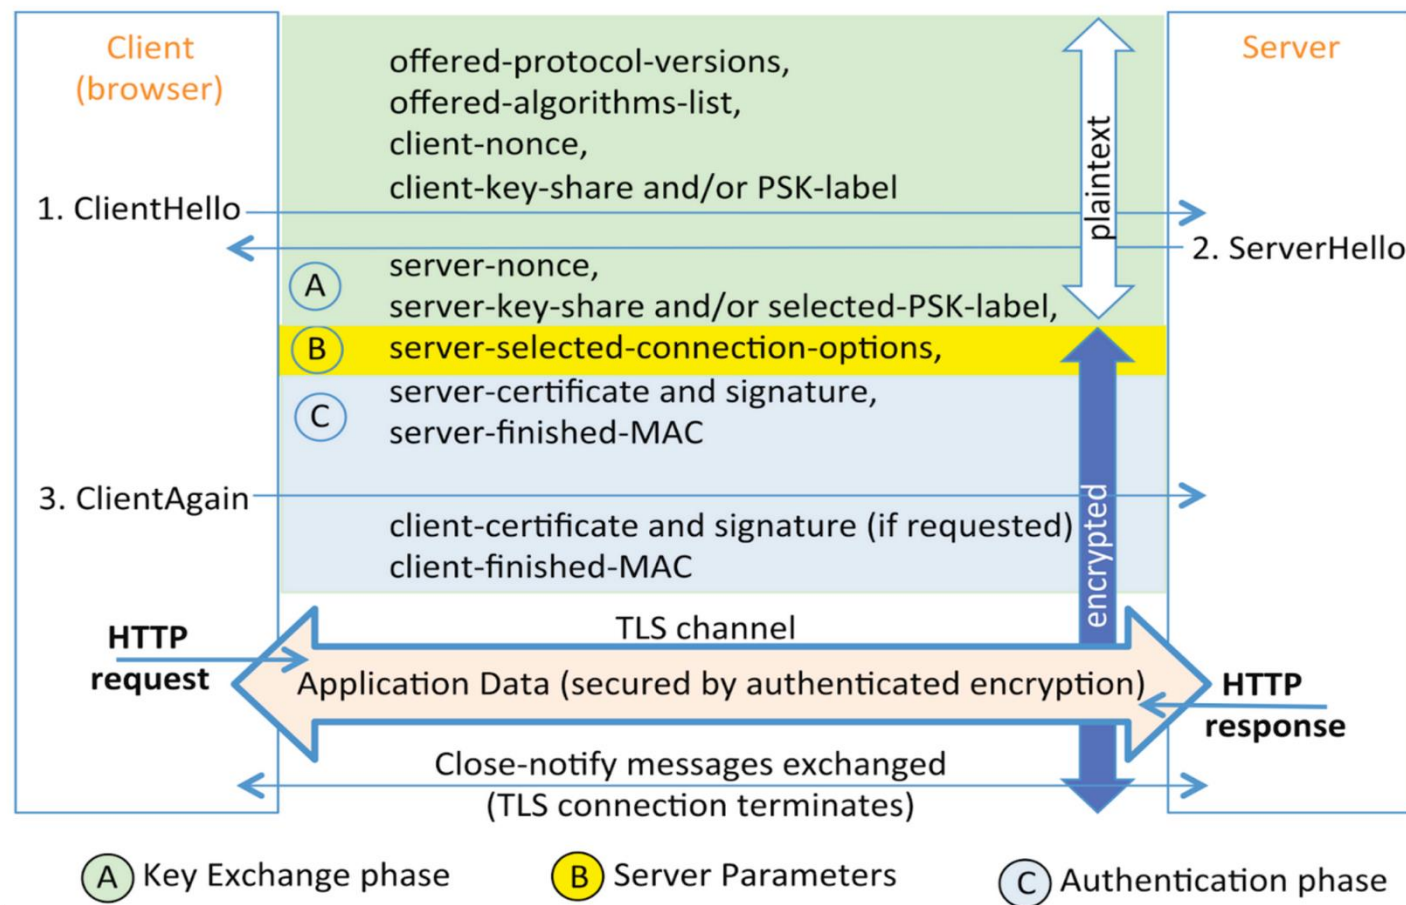 Client
(browser)
Server
offered-protocol-versions,
offered-algorithms-list,
client-nonce,
client-key-share and/or PSK-label
plaintext
1. ClientHello
2. ServerHello
A
server-nonce,
server-key-share and/or selected-PSK-label,
B
server-selected-connection-options,
C
server-certificate and signature,
server-finished-MAC
3. ClientAgain
client-certificate and signature (if requested)
client-finished-MAC
encrypted
TLS channel
HTTP
request
Application Data (secured by authenticated encryption)
HTTP
response
Close-notify messages exchanged
(TLS connection terminates)
A Key Exchange phase
B Server Parameters
C Authentication phase